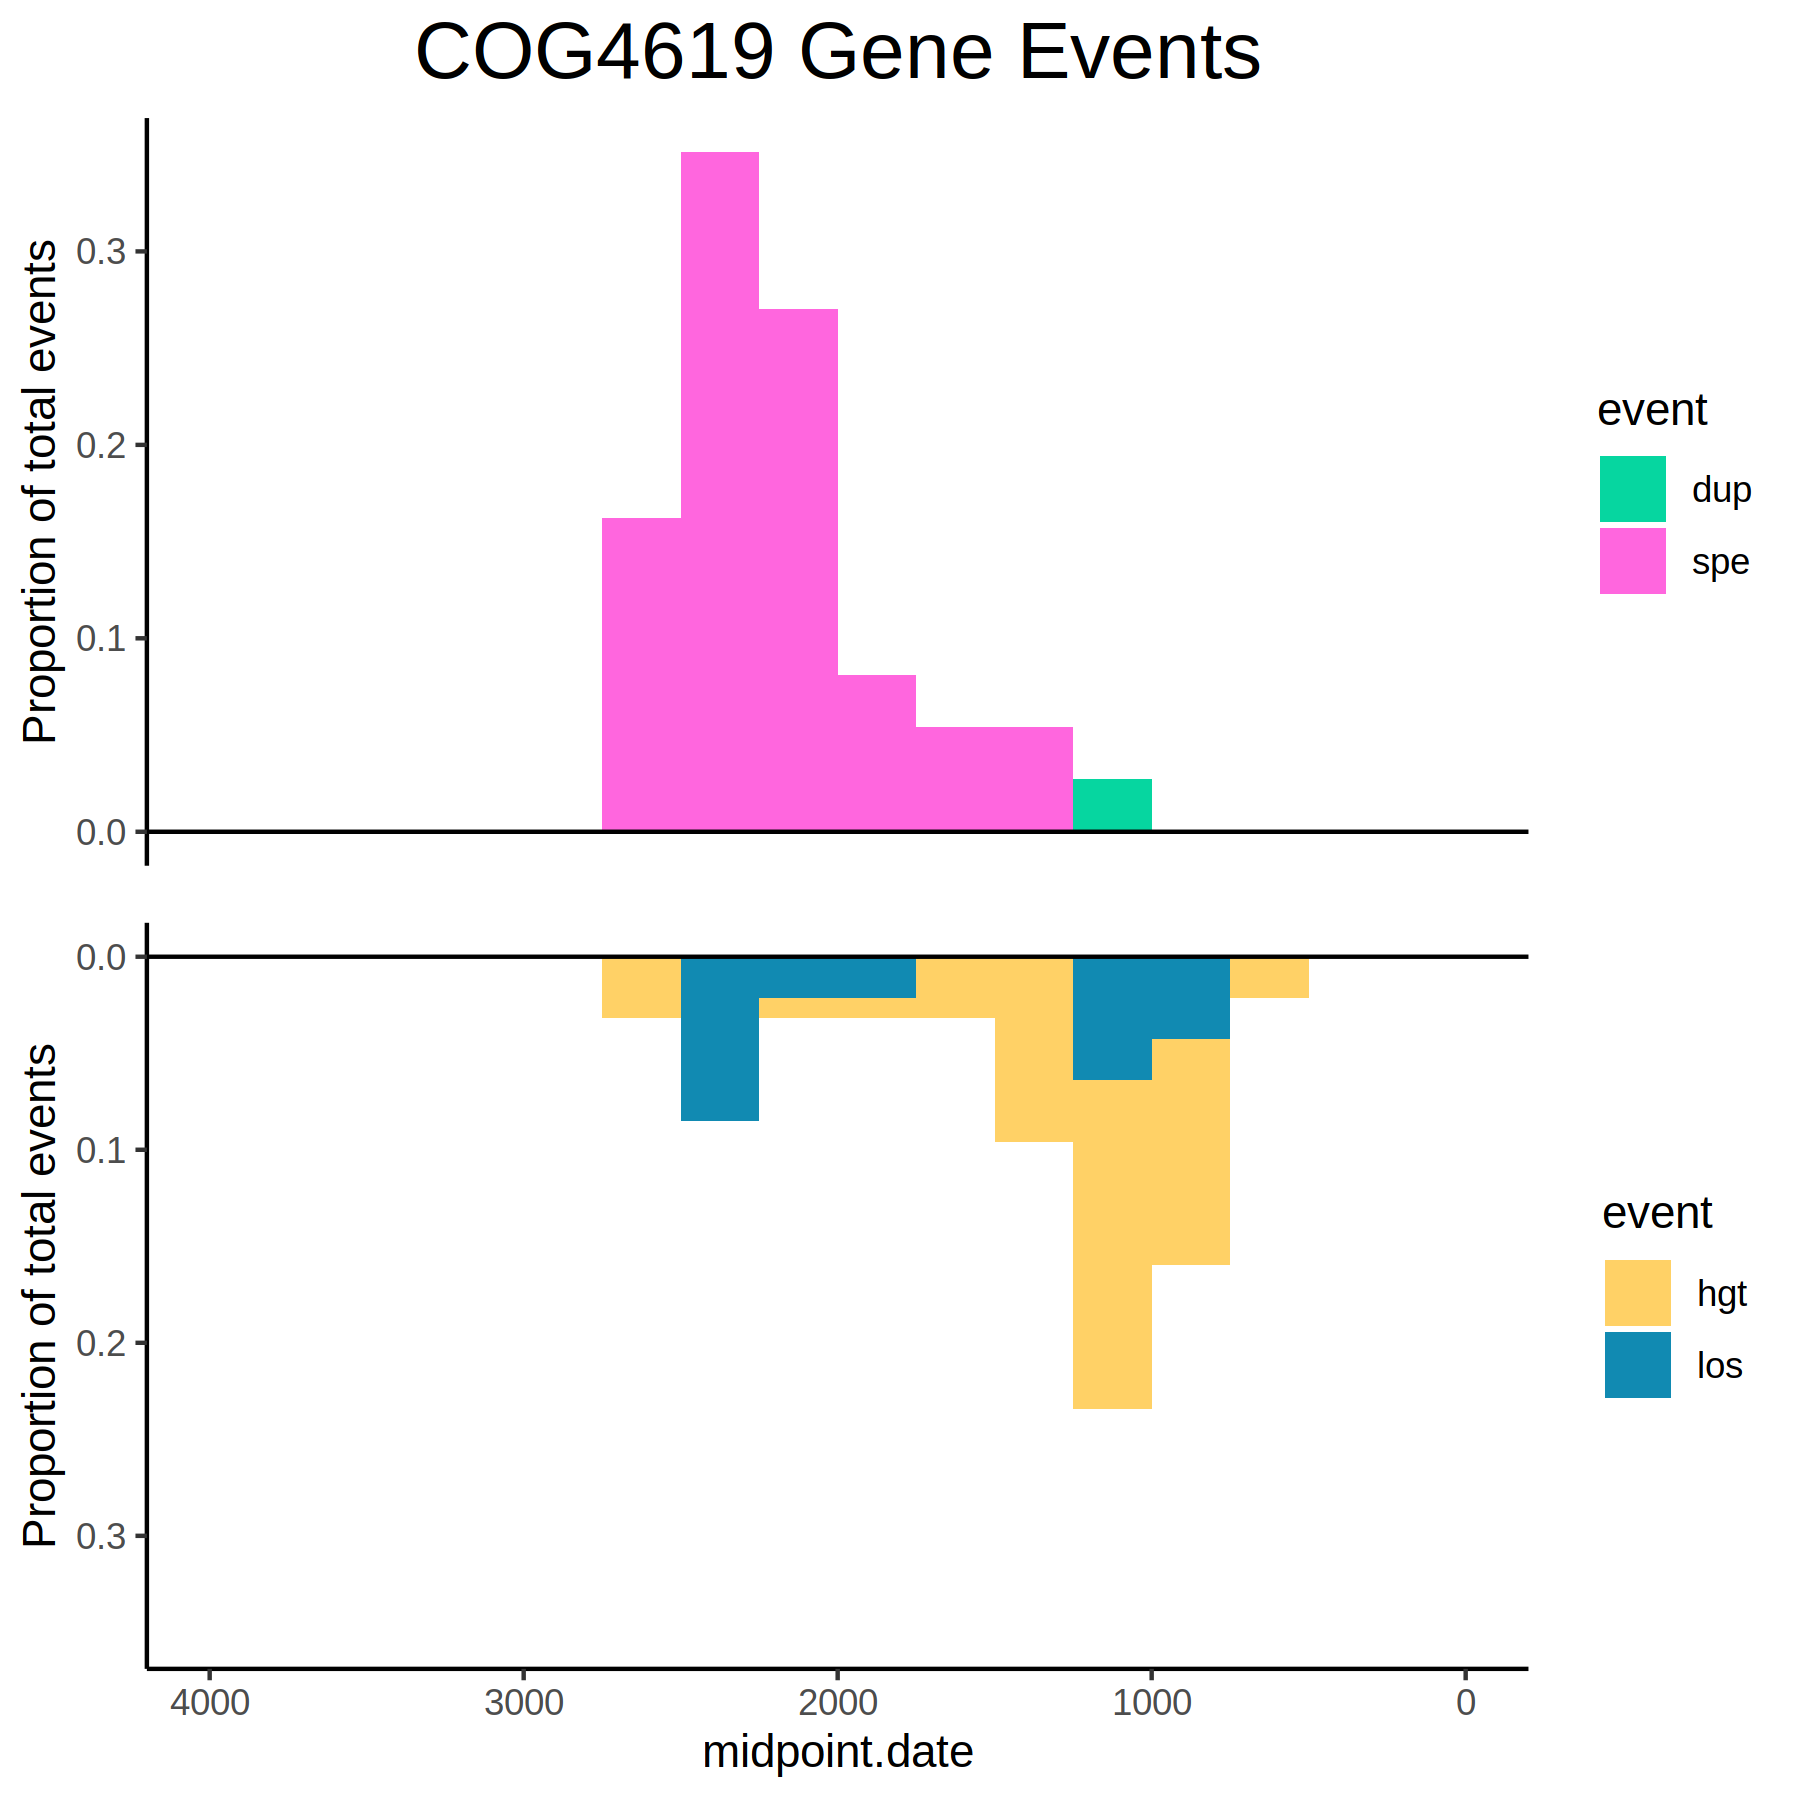 COG4619 Gene Events
Proportion of total events
0.3
0.2
0.1
0.0
event
dup
spe
Proportion of total events
0.0
0.1
0.2
0.3
event
hgt
los
4000 3000 2000 1000 0
midpoint.date